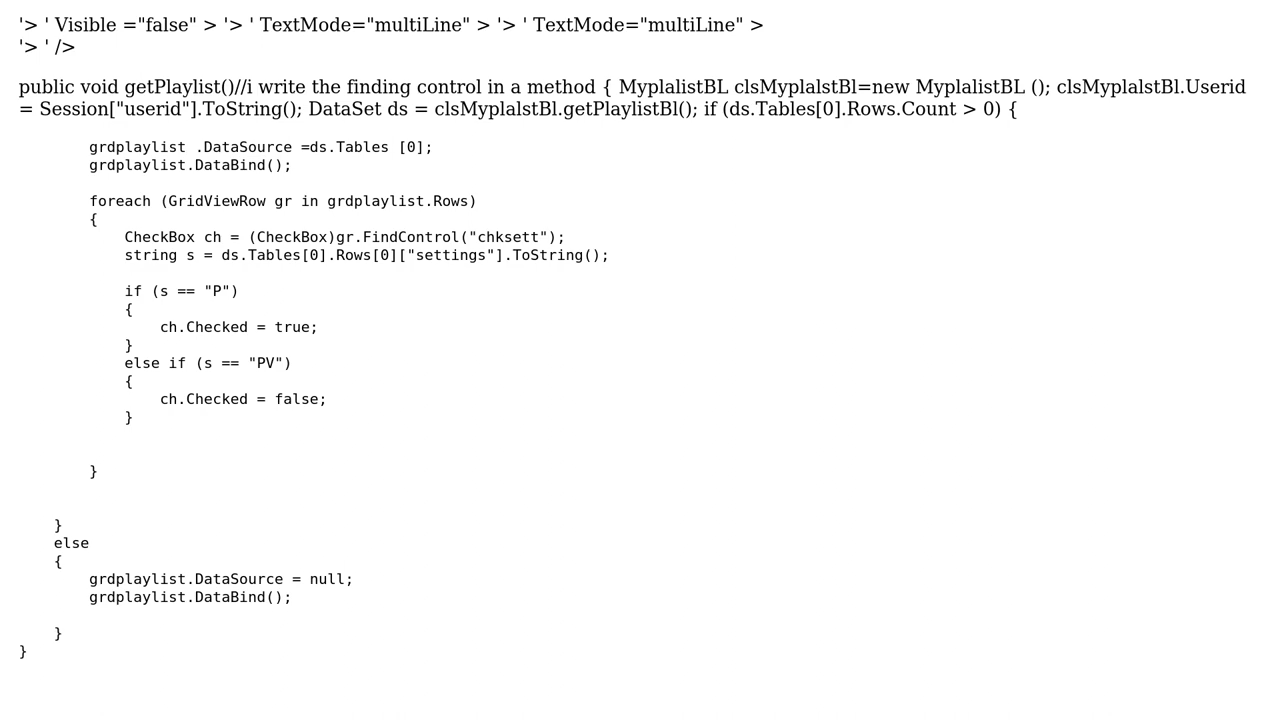 '> ' Visible ="false" > '> ' TextMode="multiLine" > '> ' TextMode="multiLine" >
'> ' />
public void getPlaylist()//i write the finding control in a method { MyplalistBL clsMyplalstBl=new MyplalistBL (); clsMyplalstBl.Userid
= Session["userid"].ToString(); DataSet ds = clsMyplalstBl.getPlaylistBl(); if (ds.Tables[0].Rows.Count > 0) {
grdplaylist .DataSource =ds.Tables [0];
grdplaylist.DataBind();
foreach (GridViewRow gr in grdplaylist.Rows)
{
CheckBox ch = (CheckBox)gr.FindControl("chksett");
string s = ds.Tables[0].Rows[0]["settings"].ToString();
if (s == "P")
{
ch.Checked = true;
}
else if (s == "PV")
{
ch.Checked = false;
}
}
}
else
{
grdplaylist.DataSource = null;
grdplaylist.DataBind();
}
}